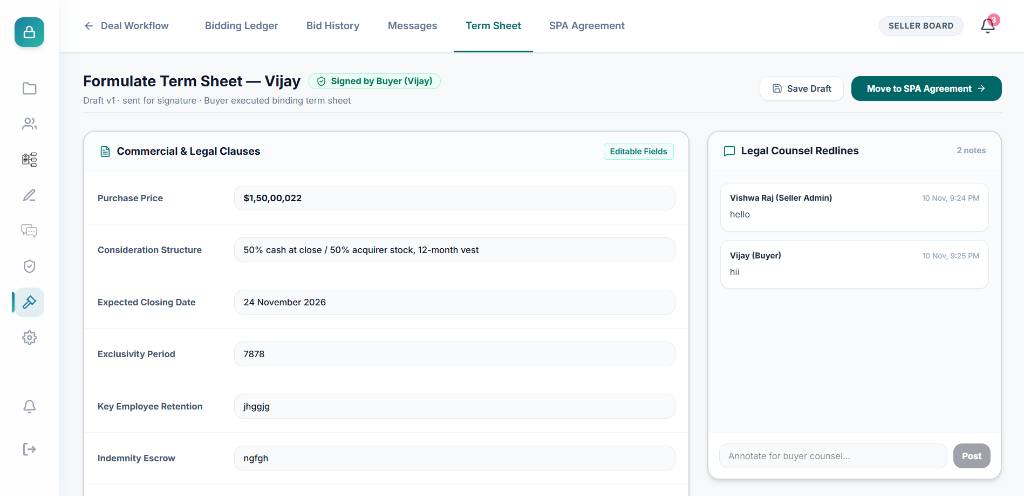 Deal Workflow
Bidding Ledger
Bid History
Messages
Term Sheet
SPA Agreement
SELLER BOARD
Formulate Term Sheet — Vijay
Signed by Buyer (Vijay)
Draft v1 · sent for signature · Buyer executed binding term sheet
Save Draft
Move to SPA Agreement
Commercial & Legal Clauses
Editable Fields
Purchase Price
$1,50,00,022
Consideration Structure
50% cash at close / 50% acquirer stock, 12-month vest
Expected Closing Date
24 November 2026
Exclusivity Period
7878
Key Employee Retention
jhggjg
Indemnity Escrow
ngfgh
Legal Counsel Redlines
2 notes
Vishwa Raj (Seller Admin)
10 Nov, 9:24 PM
hello
Vijay (Buyer)
10 Nov, 9:25 PM
hii
Annotate for buyer counsel...
Post